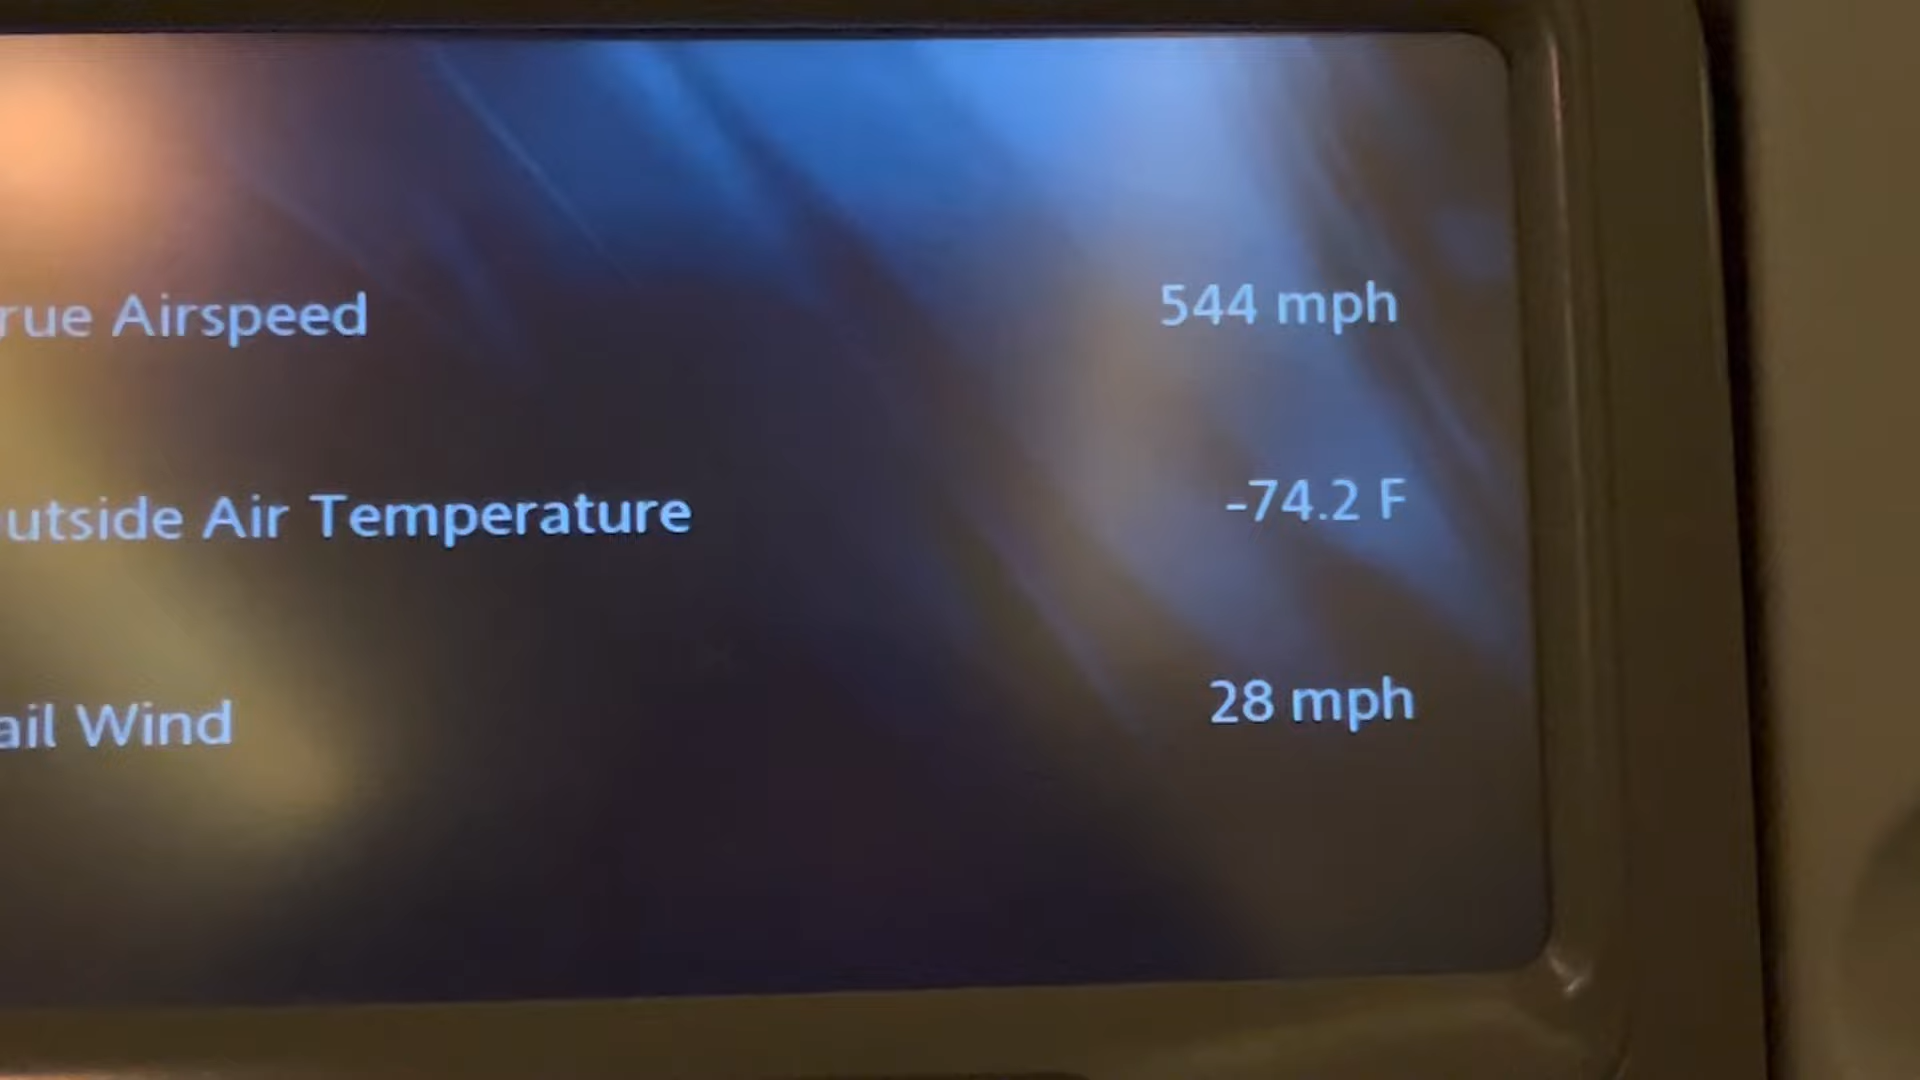 rue Airspeed 544 mph
utside Air Temperature -74.2 F
ail Wind 28 mph